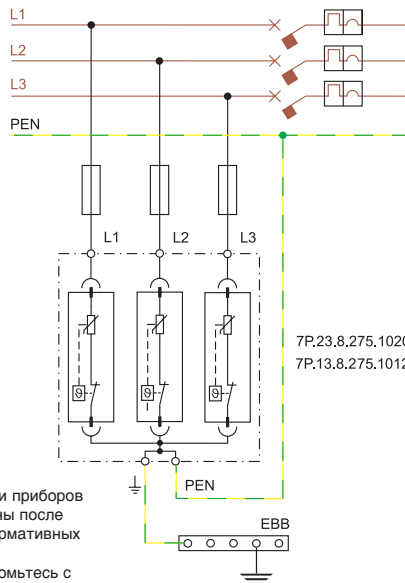 L1
L2
L3
PEN
L1 L2 L3
7P.23.8.275.1020
7P.13.8.275.1012
ϑ ϑ ϑ
PEN
и приборов
ны после
рмативных
EBB
омьтесь с